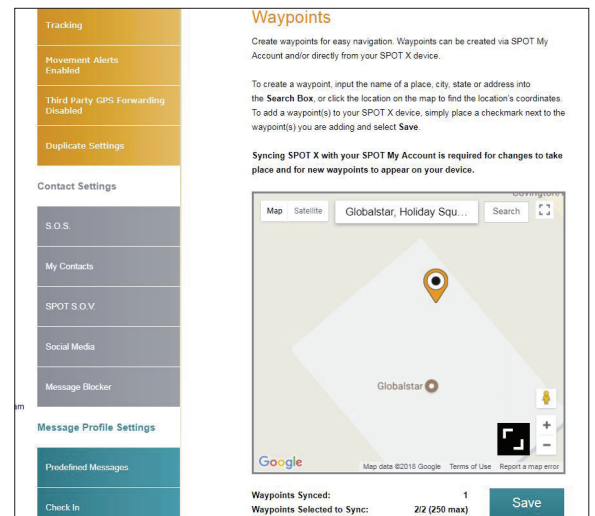 Tracking
Movement Alerts
Enabled
Third Party GPS Forwarding
Disabled
Duplicate Settings
Contact Settings
S.O.S.
My Contacts
SPOT S.O.V.
Social Media
Message Blocker
am
Message Profile Settings
Predefined Messages
Check In
Waypoints
Create waypoints for easy navigation. Waypoints can be created via SPOT My
Account and/or directly from your SPOT X device.
To create a waypoint, input the name of a place, city, state or address into
the Search Box, or click the location on the map to find the location's coordinates.
To add a waypoint(s) to your SPOT X device, simply place a checkmark next to the
waypoint(s) you are adding and select Save.
Syncing SPOT X with your SPOT My Account is required for changes to take
place and for new waypoints to appear on your device.
Map Satellite Globalstar, Holiday Squ... Search
Globalstar
Google Map data ©2018 Google Terms of Use Report a map error
Waypoints Synced: 1
Waypoints Selected to Sync: 2/2 (250 max)
Save